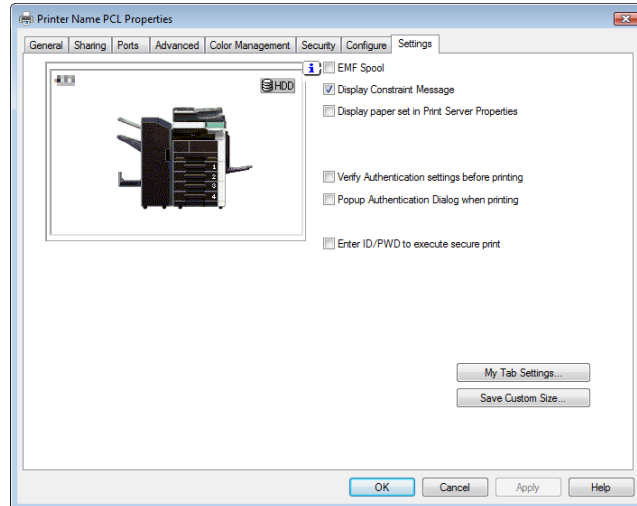 Printer Name PCL Properties
General Sharing Ports Advanced Color Management Security Configure Settings
HDD
1
2
3
4
EMF Spool
Display Constraint Message
Display paper set in Print Server Properties
Verify Authentication settings before printing
Popup Authentication Dialog when printing
Enter ID/PWD to execute secure print
My Tab Settings...
Save Custom Size...
OK Cancel Apply Help